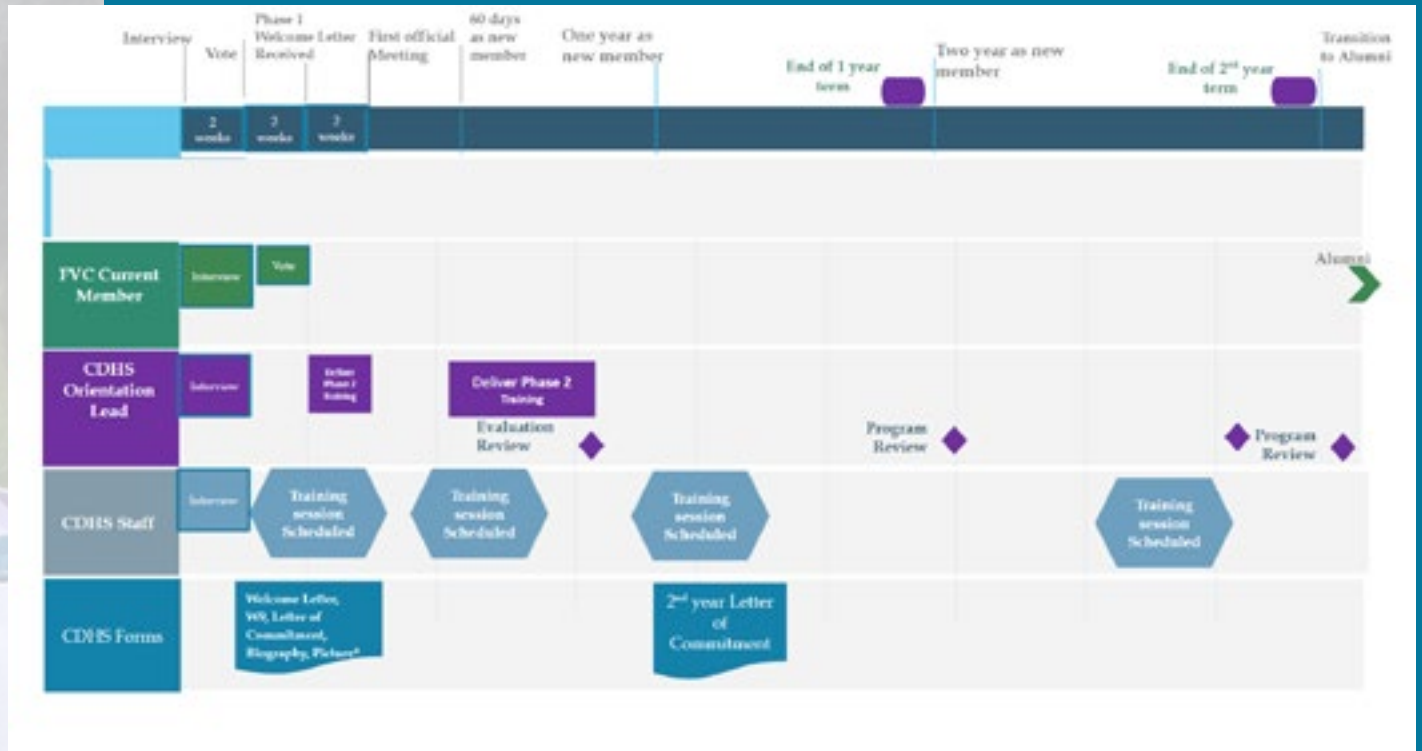 Interview
Vote
Phase 1
Welcome Letter
Received
First official
Meeting
60 days
as new
member
One year as
new member
End of 1 year
term
Two year as new
member
End of 2nd year
term
Transition
to Alumni
2
weeks
weeks
weeks
FVC Current
Member
Interview
Vote
Alumni
CDHS
Orientation
Lead
Interview
Deliver
Phase
Training
Deliver Phase 2
Training
Evaluation
Review
Program
Review
Program
Review
CDHS Staff
Interview
Training
session
Scheduled
Training
session
Scheduled
Training
session
Scheduled
Training
session
Scheduled
CDHS Forms
Welcome Letter,
W9, Letter of
Commitment,
Biography, Picture*
2nd year Letter
of
Commitment